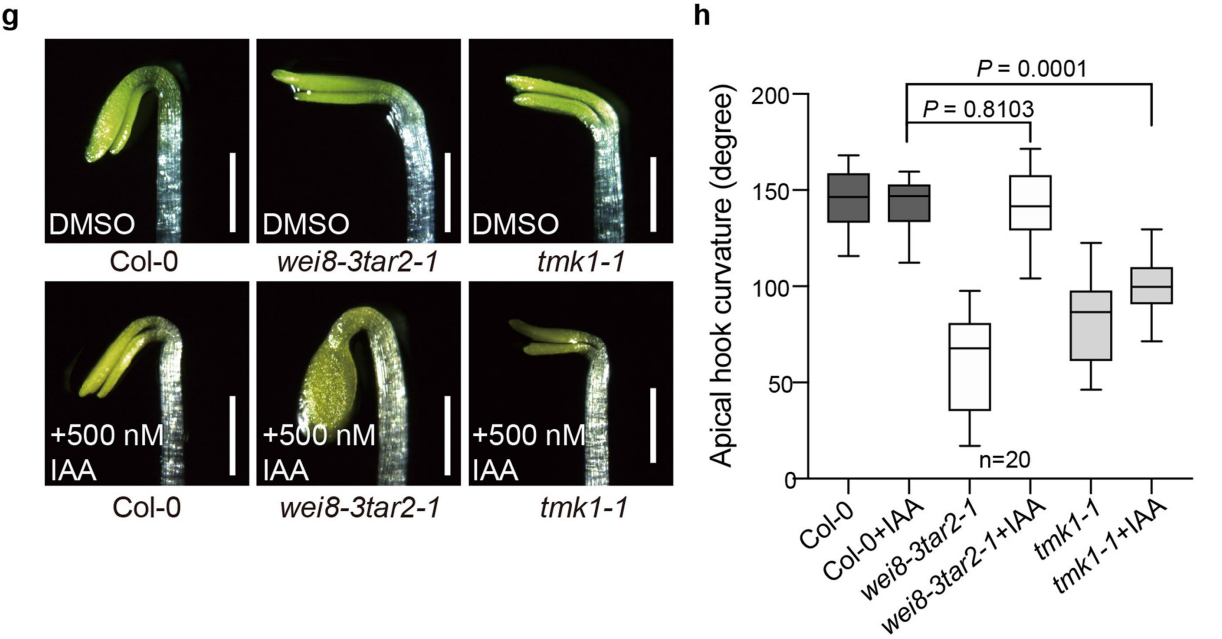 g
DMSO
DMSO
DMSO
Col-0
wei8-3tar2-1
tmk1-1
+500 nM
IAA
+500 nM
IAA
+500 nM
IAA
Col-0
wei8-3tar2-1
tmk1-1
h
P = 0.0001
P = 0.8103
Apical hook curvature (degree)
200
150
100
50
0
n=20
Col-0
Col-0+IAA
wei8-3tar2-1
wei8-3tar2-1+IAA
tmk1-1
tmk1-1+IAA